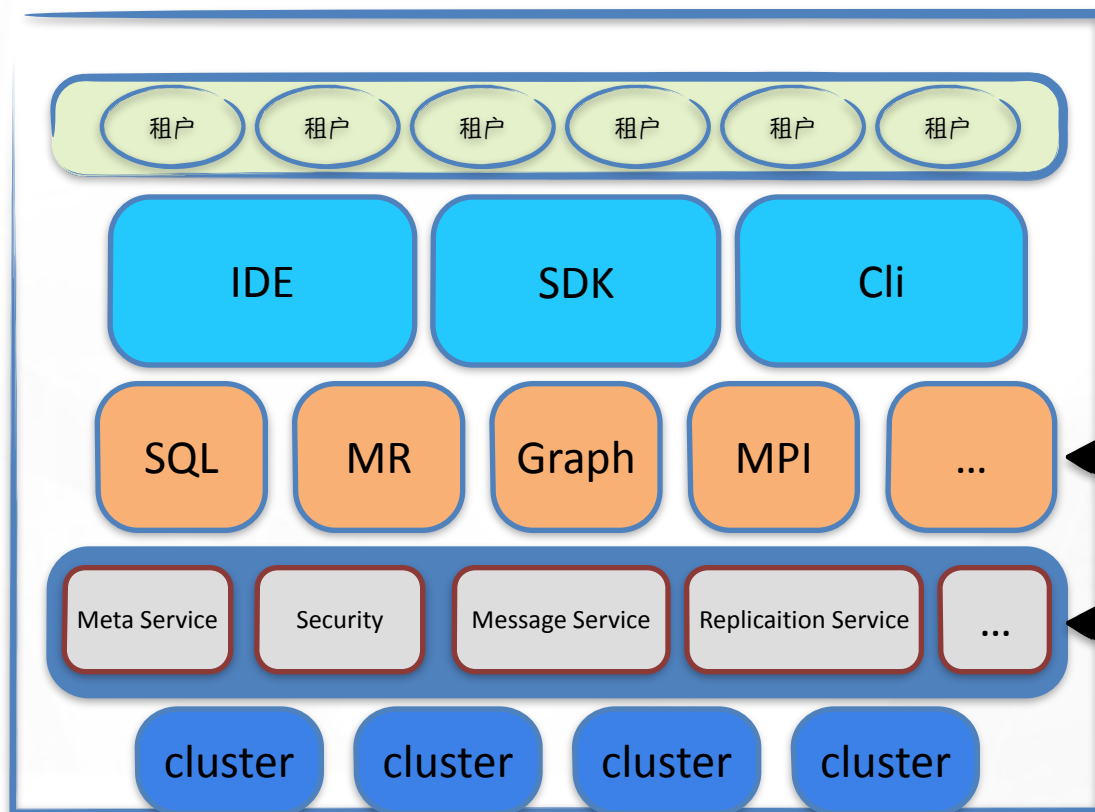 租户 租户 租户 租户 租户 租户
IDE SDK Cli
SQL MR Graph MPI ...
Meta Service Security Message Service Replicaition Service ...
cluster cluster cluster cluster